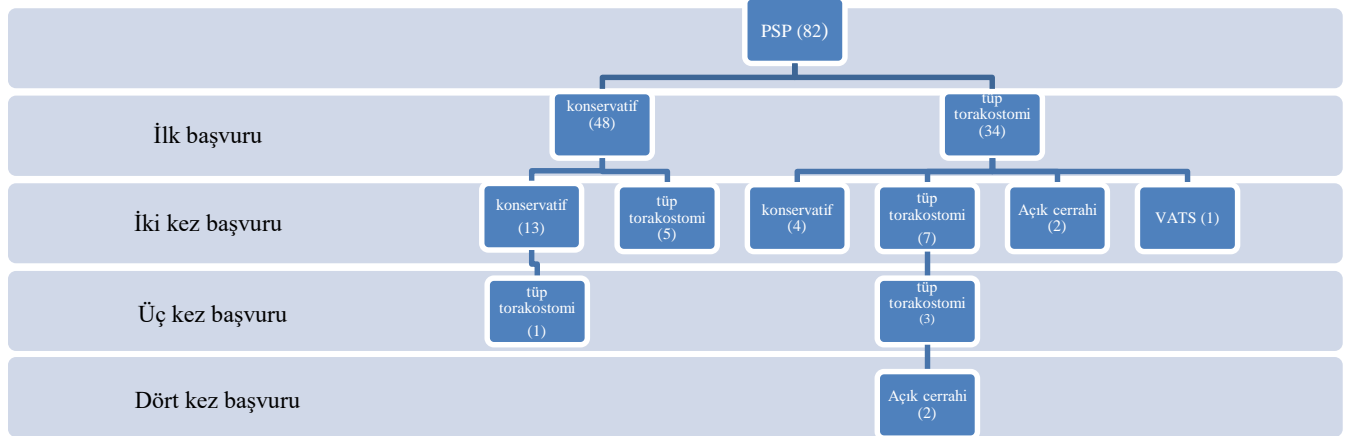 PSP (82)
İlk başvuru
konservatif
(48)
tüp
torakostomi
(34)
İki kez başvuru
konservatif
(13)
tüp
torakostomi
(5)
konservatif
(4)
tüp
torakostomi
(7)
Açık cerrahi
(2)
VATS (1)
Üç kez başvuru
tüp
torakostomi
(1)
tüp
torakostomi
(3)
Dört kez başvuru
Açık cerrahi
(2)